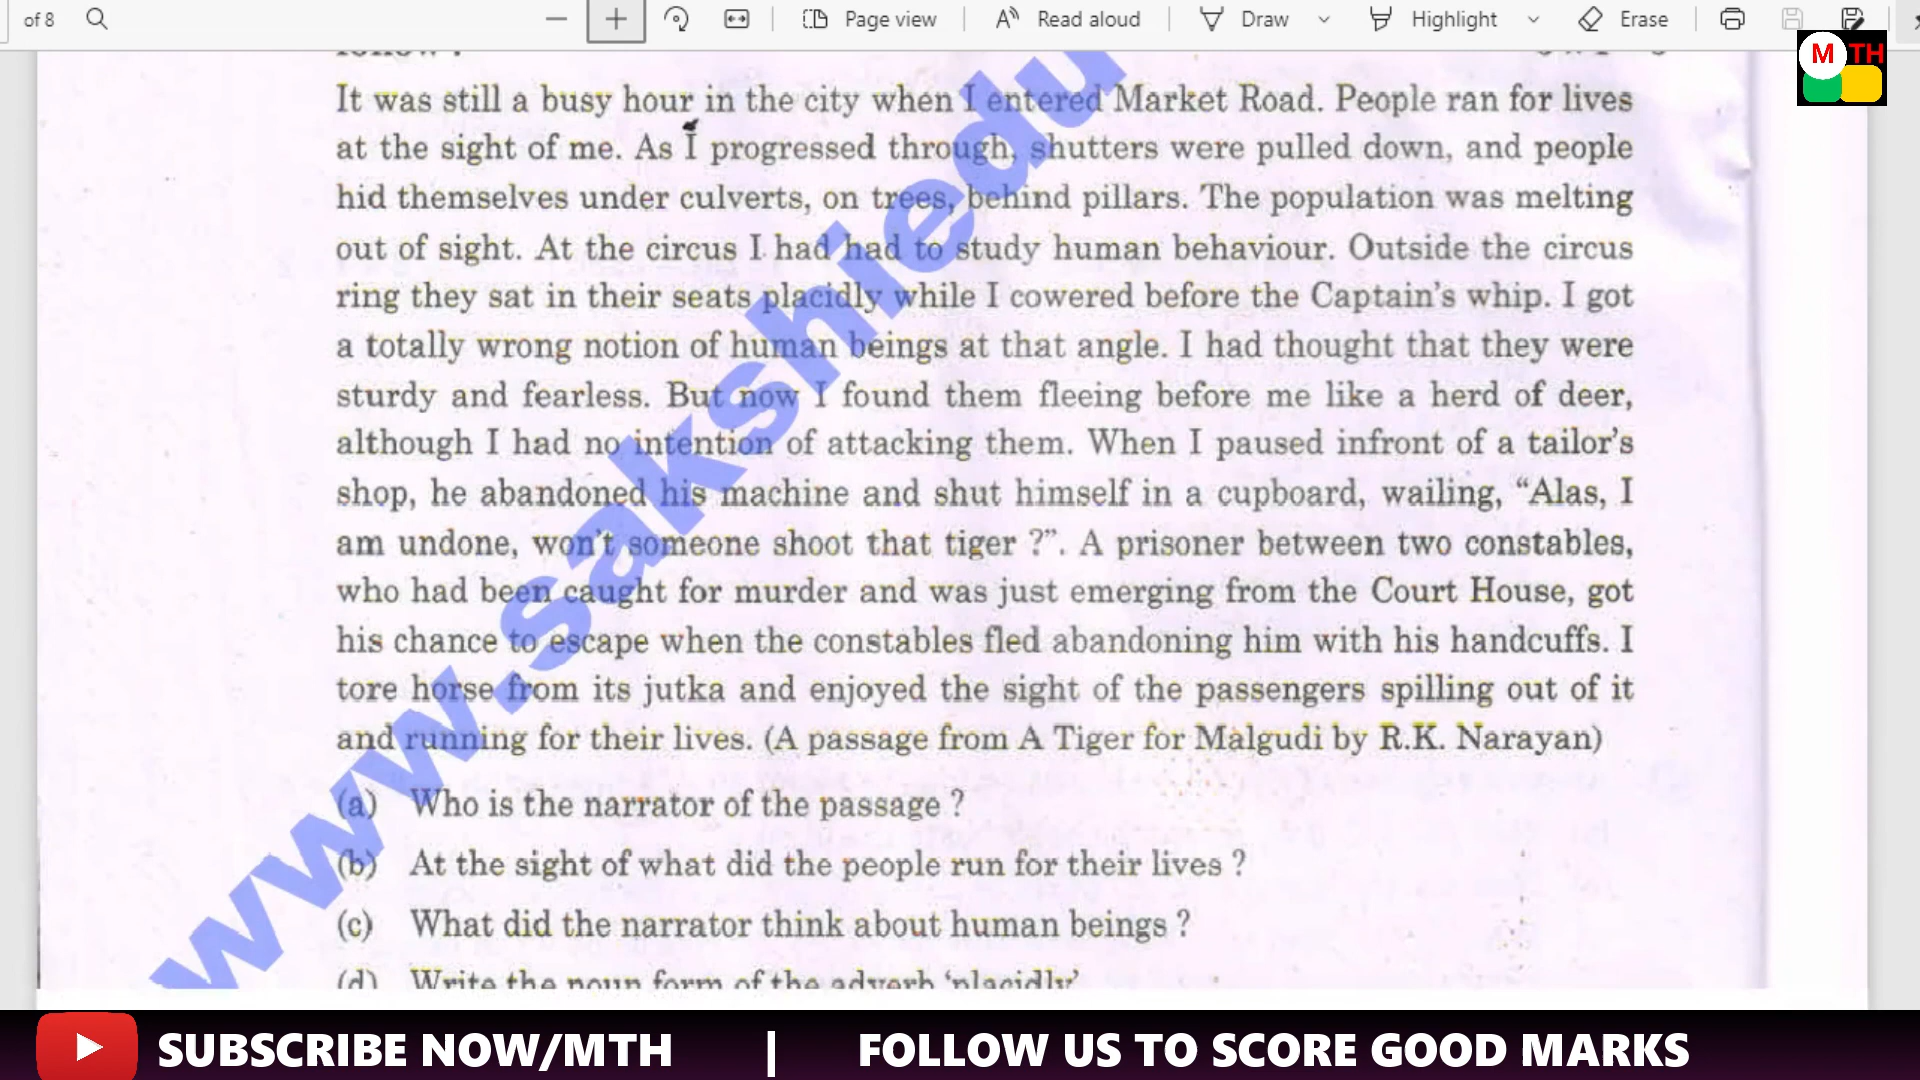 of 8
Page view
Read aloud
Draw
Highlight
Erase
M TH
It was still a busy hour in the city when I entered Market Road. People ran for lives
at the sight of me. As I progressed through, shutters were pulled down, and people
hid themselves under culverts, on trees, behind pillars. The population was melting
out of sight. At the circus I had had to study human behaviour. Outside the circus
ring they sat in their seats placidly while I cowered before the Captain's whip. I got
a totally wrong notion of human beings at that angle. I had thought that they were
sturdy and fearless. But now I found them fleeing before me like a herd of deer,
although I had no intention of attacking them. When I paused infront of a tailor's
shop, he abandoned his machine and shut himself in a cupboard, wailing, “Alas, I
am undone, won't someone shoot that tiger ?”. A prisoner between two constables,
who had been caught for murder and was just emerging from the Court House, got
his chance to escape when the constables fled abandoning him with his handcuffs. I
tore horse from its jutka and enjoyed the sight of the passengers spilling out of it
and running for their lives. (A passage from A Tiger for Malgudi by R.K. Narayan)
(a) Who is the narrator of the passage ?
(b) At the sight of what did the people run for their lives ?
(c) What did the narrator think about human beings ?
(d) Write the noun form of the adverb ‘placidly’
www.sakshiedu
SUBSCRIBE NOW/MTH | FOLLOW US TO SCORE GOOD MARKS